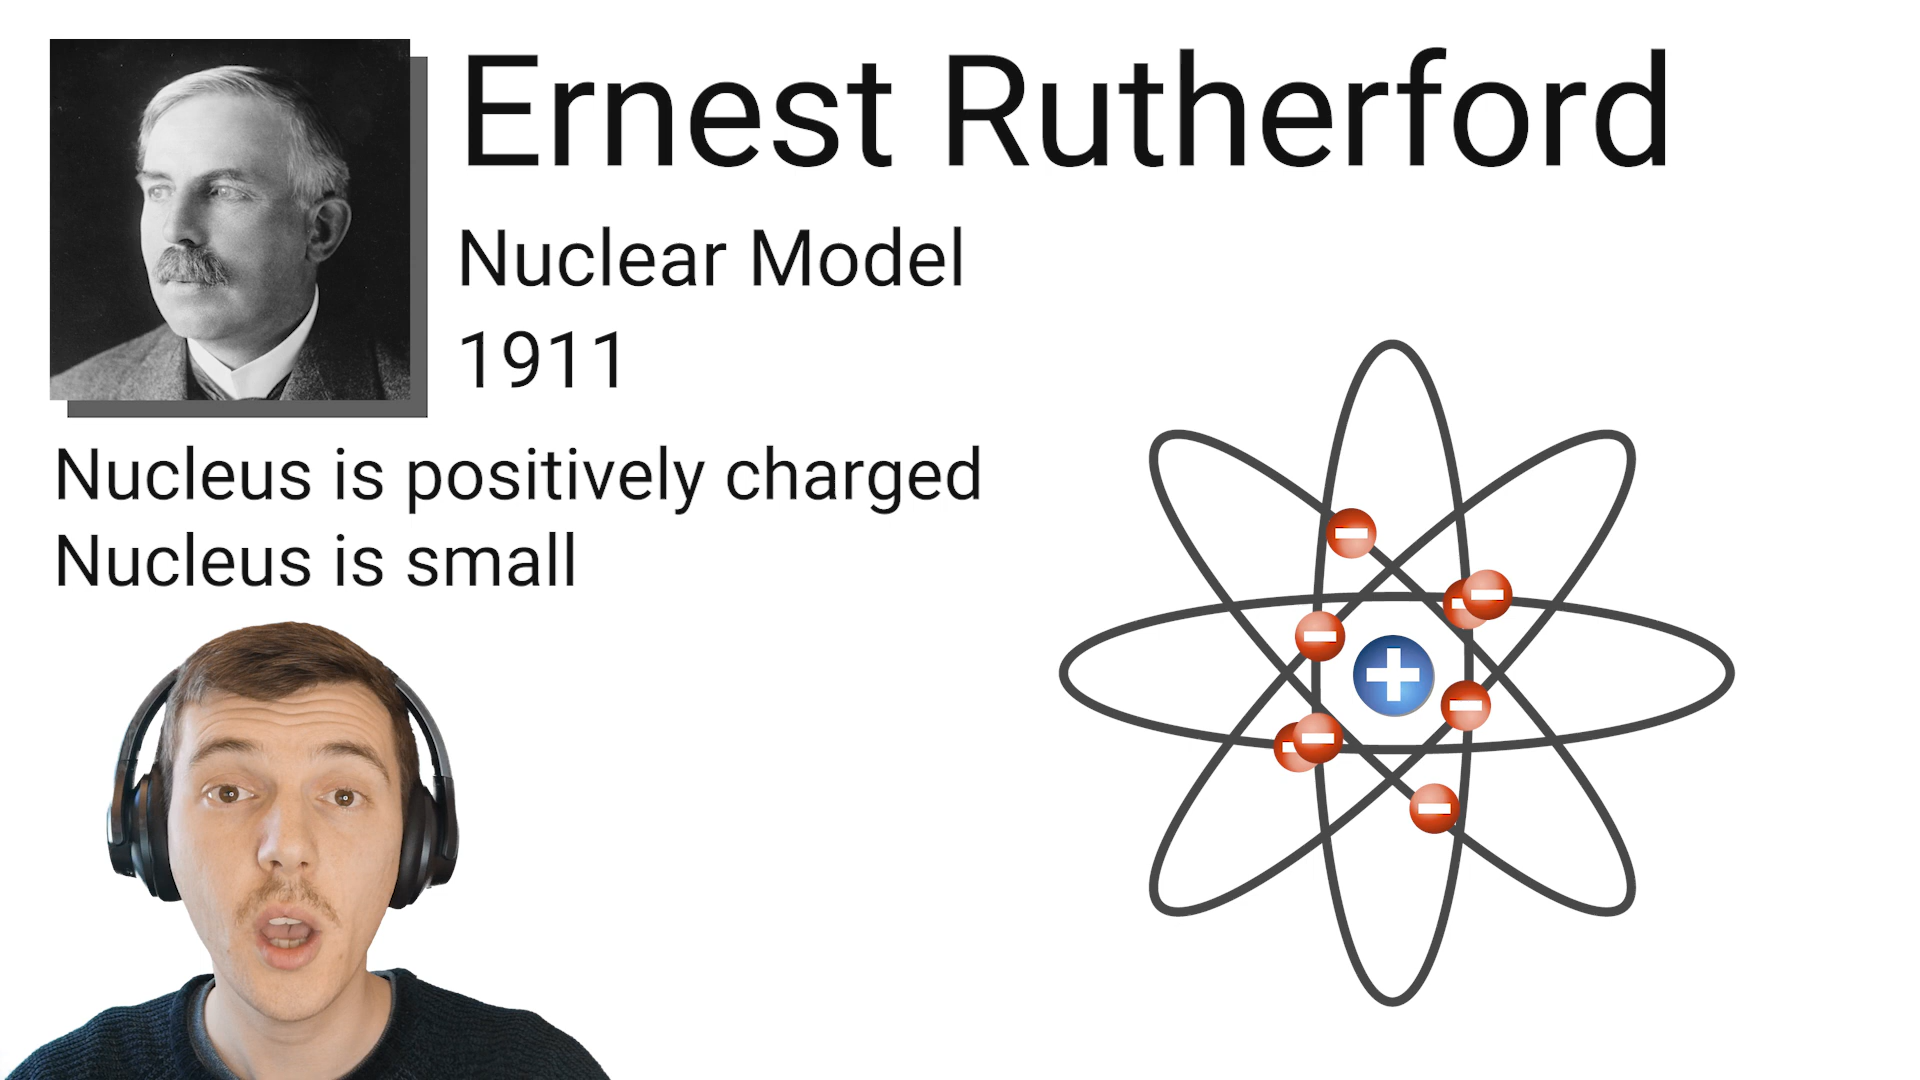 Ernest Rutherford
Nuclear Model
1911
Nucleus is positively charged
Nucleus is small